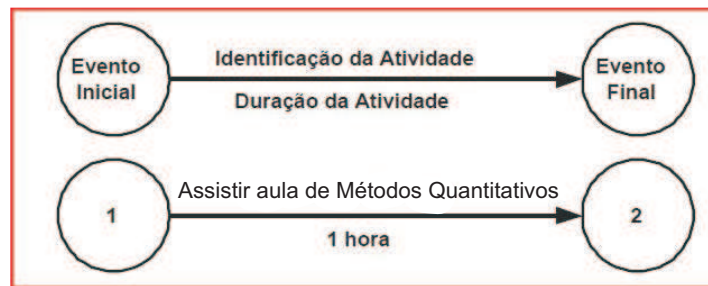 Evento
Inicial
Identificação da Atividade
Duração da Atividade
Evento
Final
1
Assistir aula de Métodos Quantitativos
1 hora
2